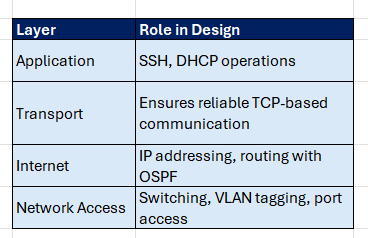 Layer Role in Design
Application SSH, DHCP operations
Transport Ensures reliable TCP-based
communication
Internet IP addressing, routing with
OSPF
Network Access Switching, VLAN tagging, port
access